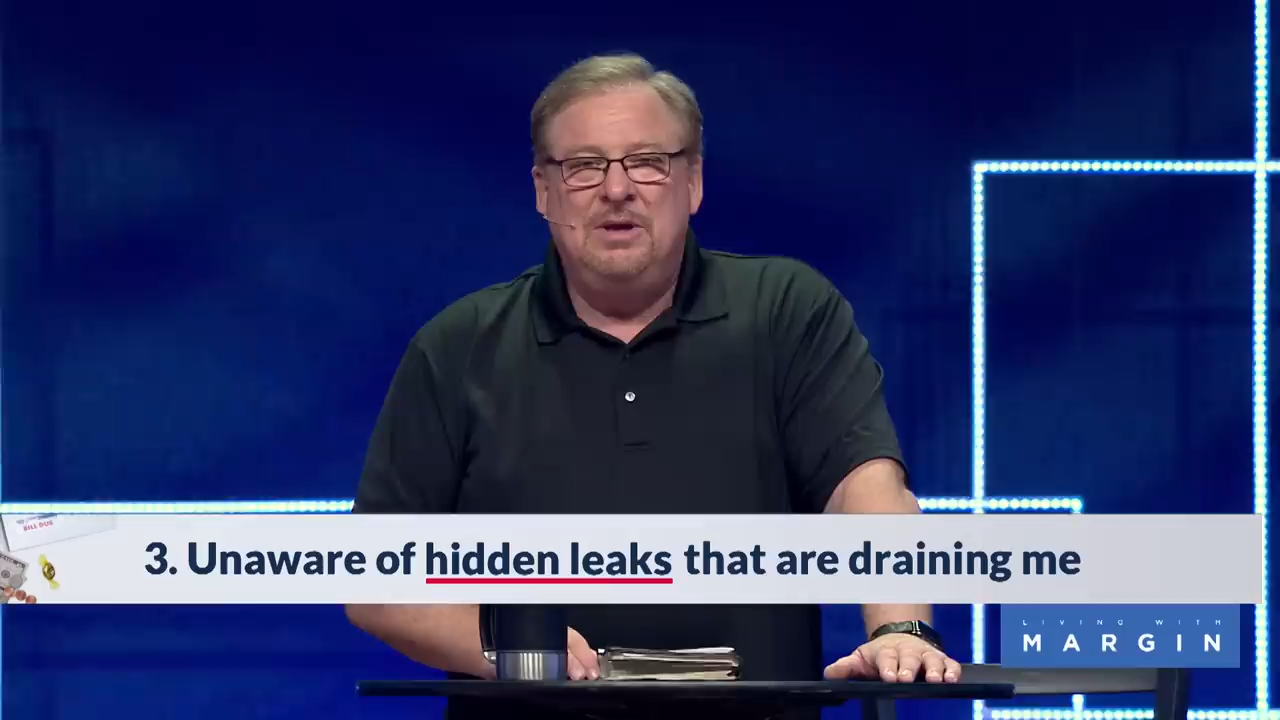 BILL DUE
3. Unaware of hidden leaks that are draining me
LIVING WITH
MARGIN